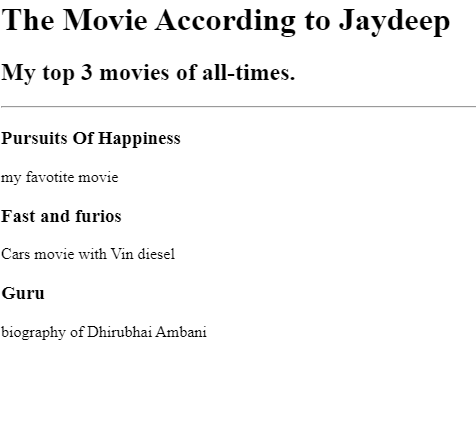 The Movie According to Jaydeep
My top 3 movies of all-times.
Pursuits Of Happiness
my favotite movie
Fast and furios
Cars movie with Vin diesel
Guru
biography of Dhirubhai Ambani